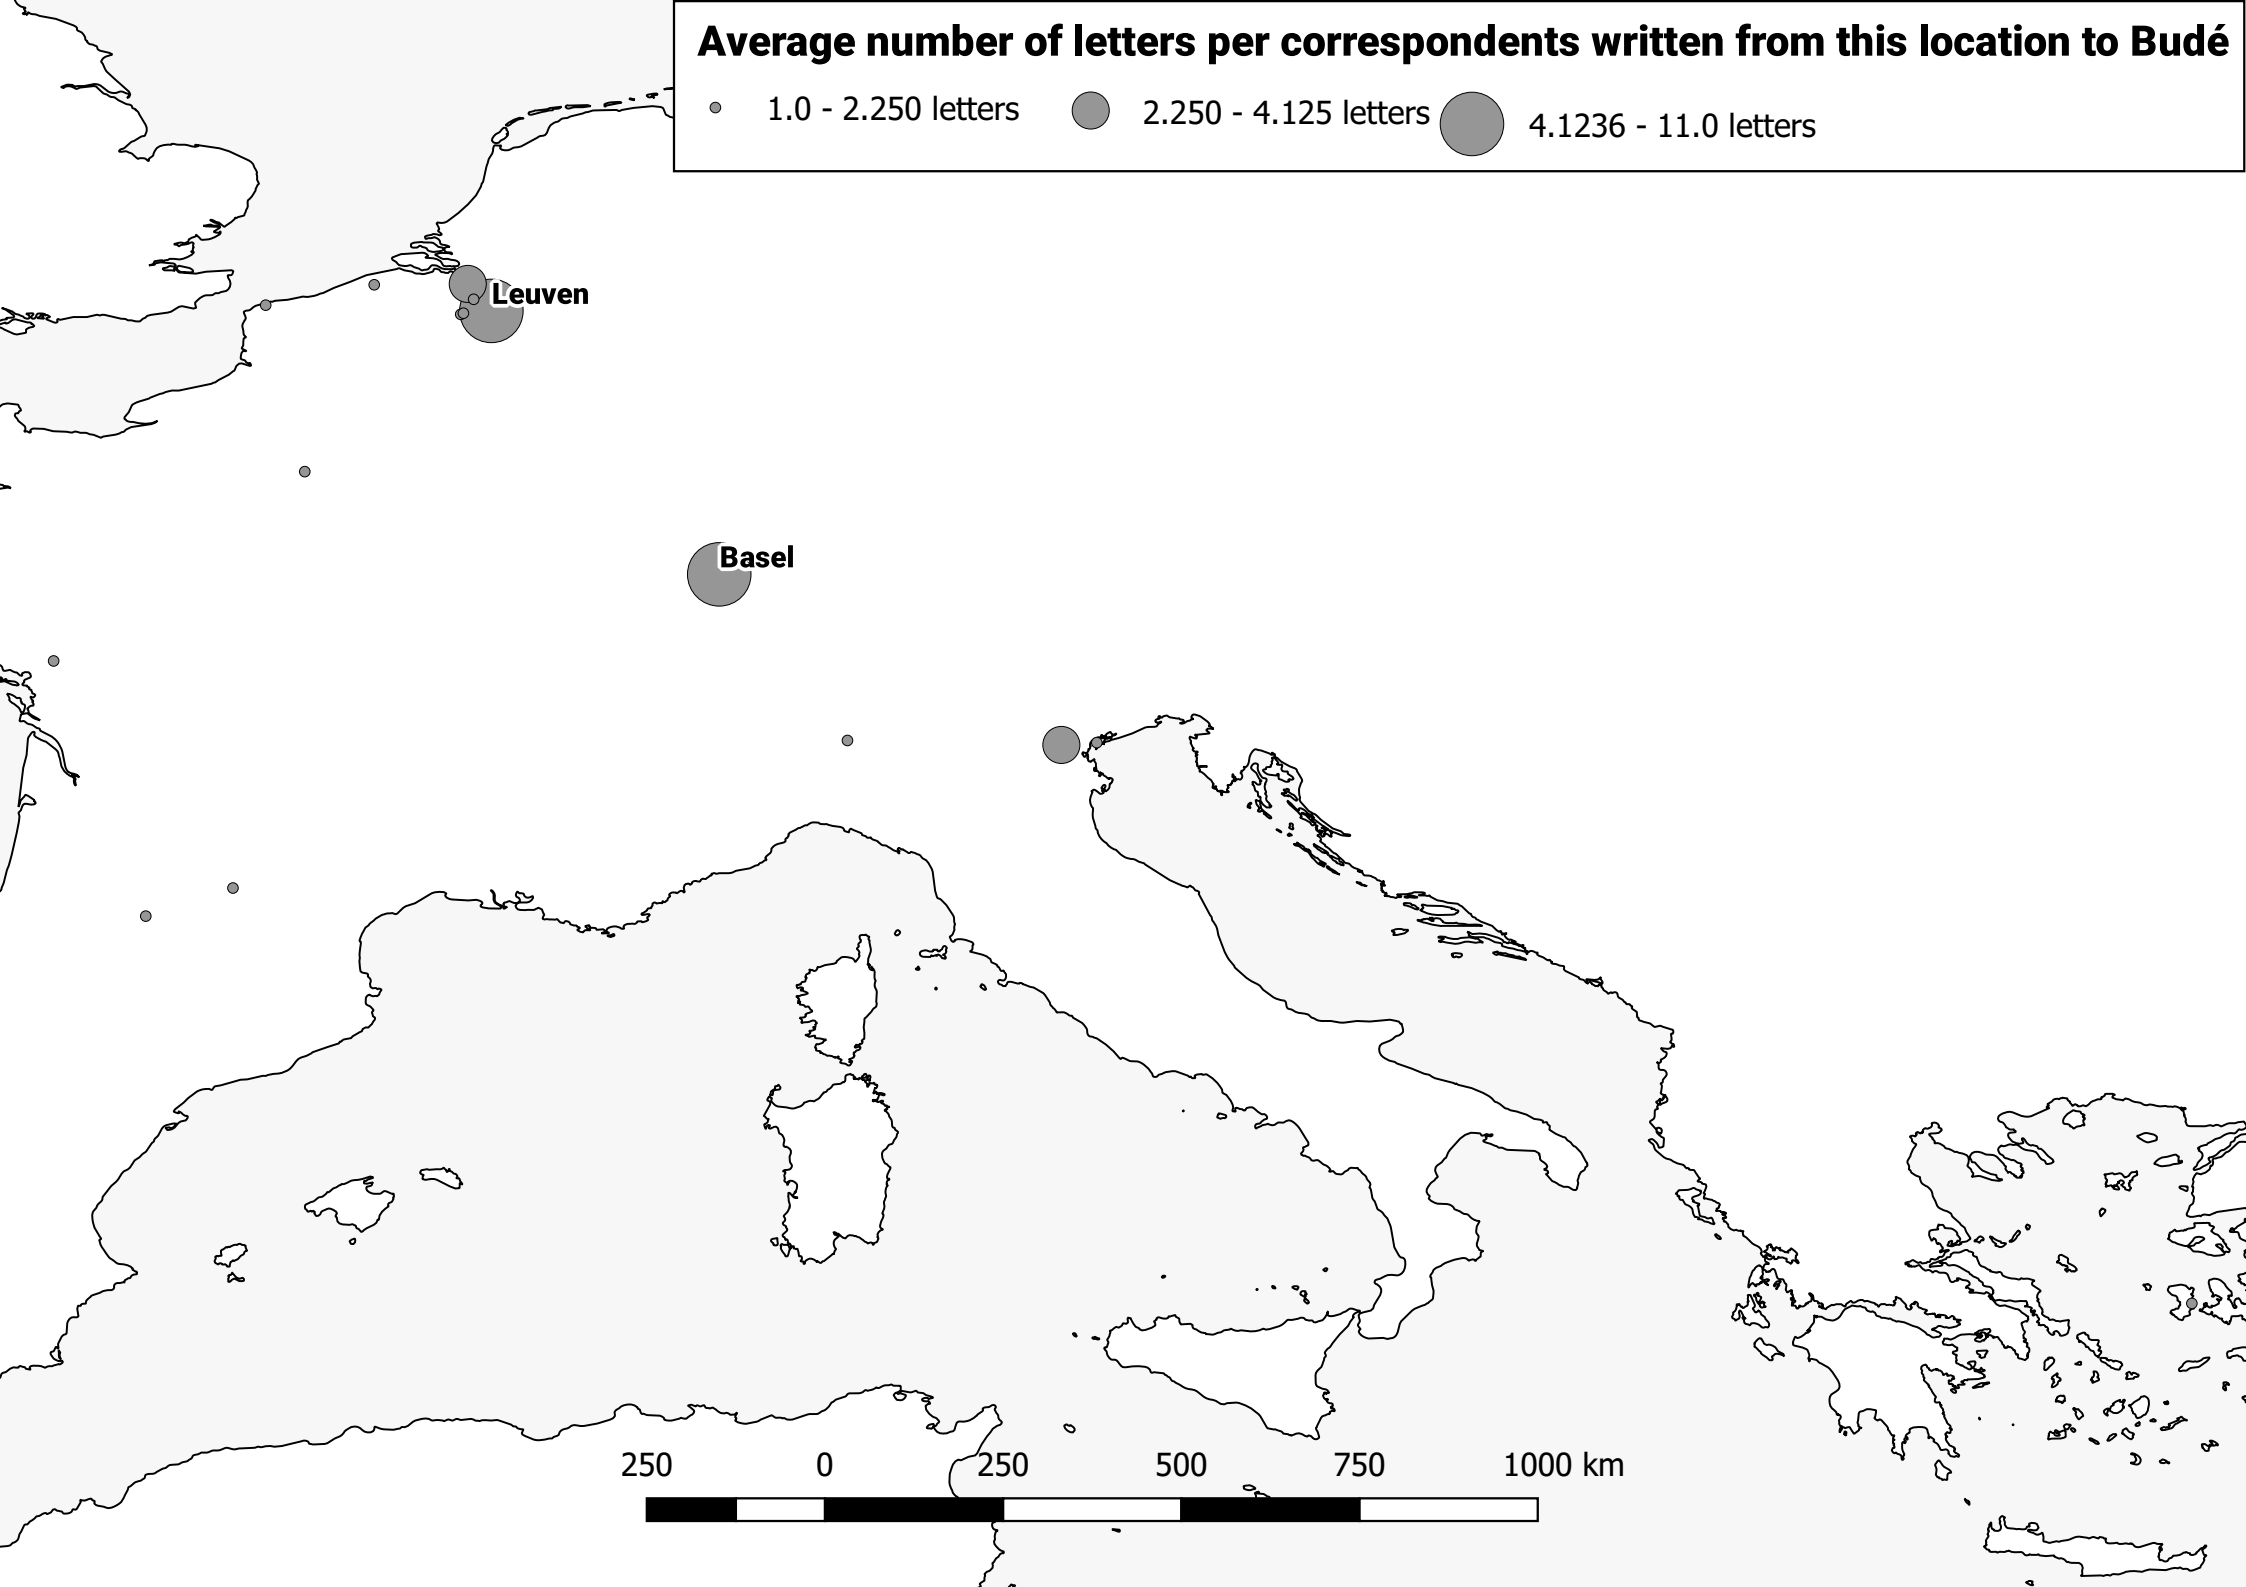 Average number of letters per correspondents written from this location to Budé
1.0 - 2.250 letters 2.250 - 4.125 letters 4.1236 - 11.0 letters
Leuven
Basel
250 0 250 500 750 1000 km